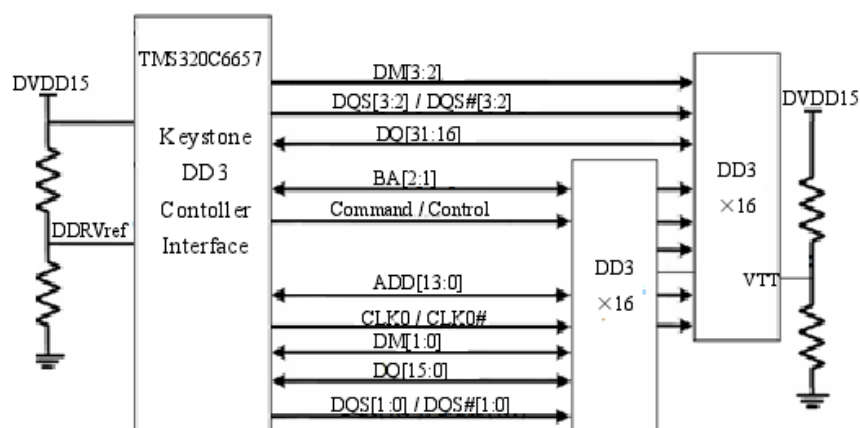 TMS320C6657
DVDD15
Keystone
DD3
Contoller
Interface
DDRVref
DM[3:2]
DQS[3:2] / DQS#[3:2]
DQ[31:16]
BA[2:1]
Command / Control
ADD[13:0]
CLK0 / CLK0#
DM[1:0]
DQ[15:0]
DQS[1:0] / DQS#[1:0]
DD3
×16
DD3
×16
DVDD15
VTT